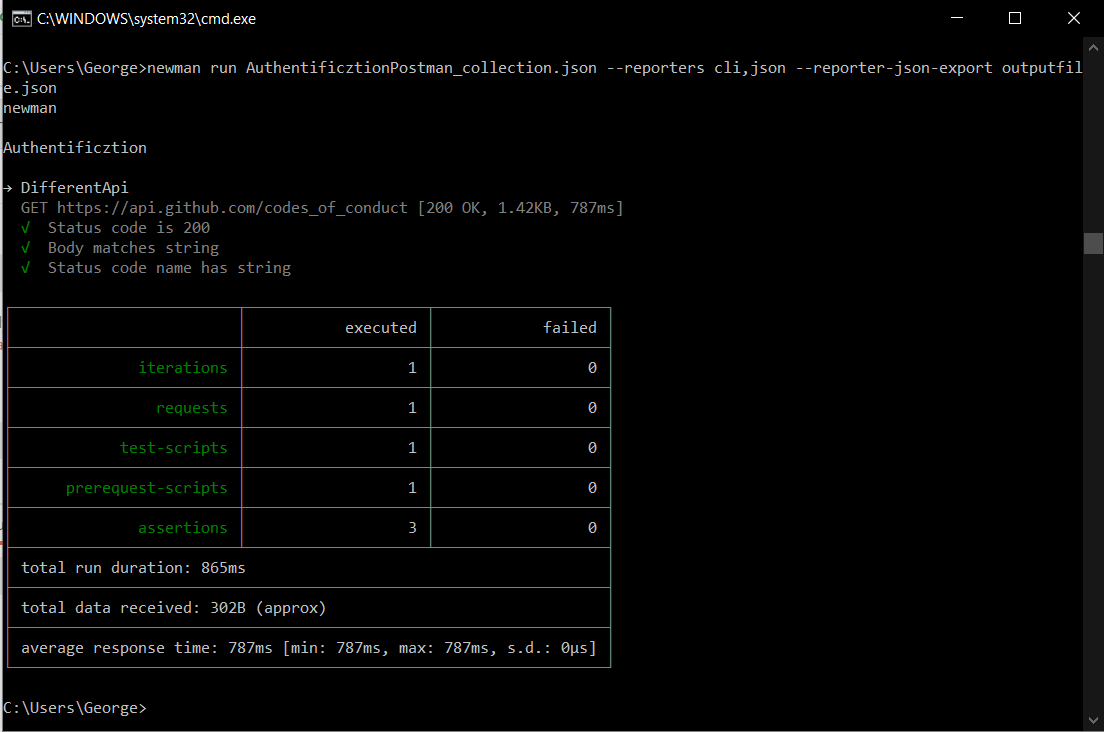 C:\WINDOWS\system32\cmd.exe
C:\Users\George>newman run AuthentificztionPostman_collection.json --reporters cli,json --reporter-json-export outputfil
e.json
newman
Authentificztion
→ DifferentApi
GET https://api.github.com/codes_of_conduct [200 OK, 1.42KB, 787ms]
√ Status code is 200
√ Body matches string
√ Status code name has string
executed failed
iterations 1 0
requests 1 0
test-scripts 1 0
prerequest-scripts 1 0
assertions 3 0
total run duration: 865ms
total data received: 302B (approx)
average response time: 787ms [min: 787ms, max: 787ms, s.d.: 0µs]
C:\Users\George>